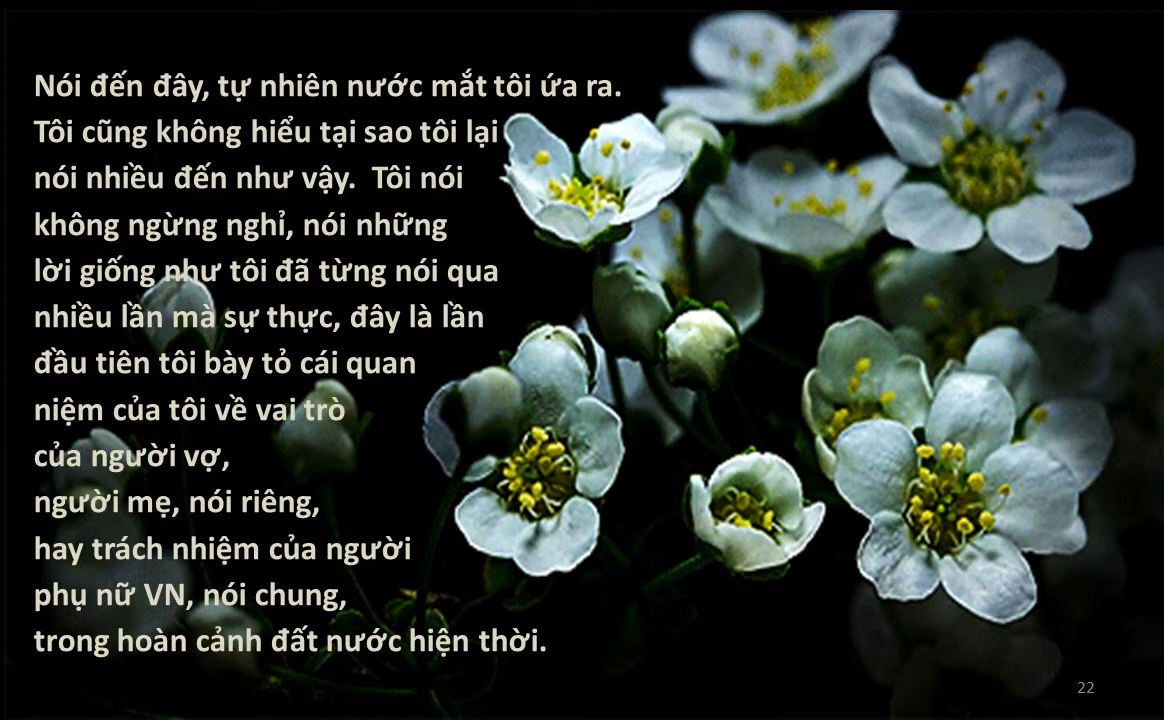 Nói đến đây, tự nhiên nước mắt tôi ứa ra.
Tôi cũng không hiểu tại sao tôi lại
nói nhiều đến như vậy.  Tôi nói
không ngừng nghỉ, nói những
lời giống như tôi đã từng nói qua
nhiều lần mà sự thực, đây là lần
đầu tiên tôi bày tỏ cái quan
niệm của tôi về vai trò
của người vợ,
người mẹ, nói riêng,
hay trách nhiệm của người
phụ nữ VN, nói chung,
trong hoàn cảnh đất nước hiện thời.
22